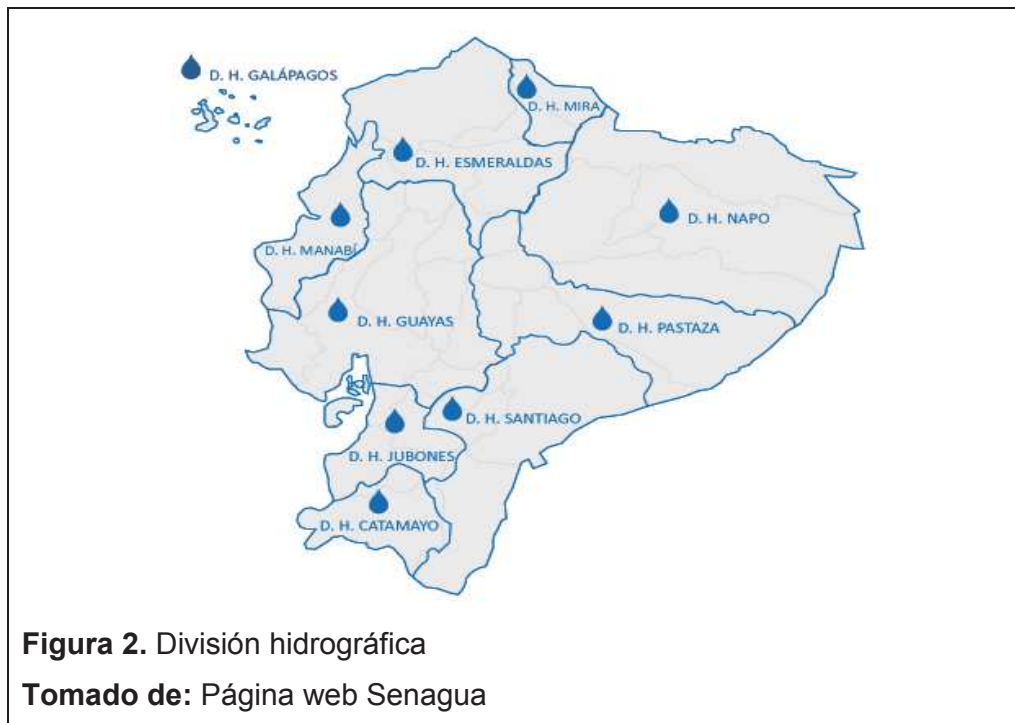 D. H. GALÁPAGOS
D. H. MIRA
D. H. ESMERALDAS
D. H. NAPO
D. H. MANABÍ
D. H. GUAYAS
D. H. PASTAZA
D. H. SANTIAGO
D. H. JUBONES
D. H. CATAMAYO
Figura 2. División hidrográfica
Tomado de: Página web Senagua